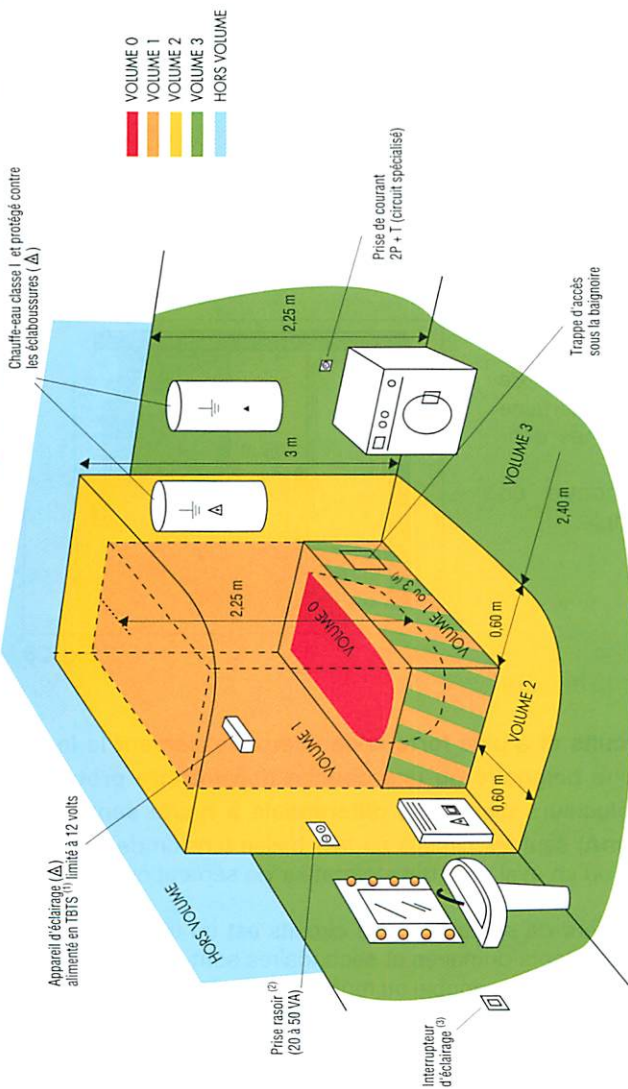 VOLUME 0
VOLUME 1
VOLUME 2
VOLUME 3
HORS VOLUME
Chauffe-eau classe I et protégé contre
les éclaboussures ( )
Appareil d'éclairage ( )
alimenté en TBTS (1) limité à 12 volts
HORS VOLUME
Prise rasoir (2)
(20 à 50 VA)
Interrupteur
d'éclairage (3)
Prise de courant
2P + T (circuit spécialisé)
Trappe d'accès
sous la baignoire
2,25 m
3 m
2,25 m
VOLUME 0
VOLUME 1
VOLUME 1 ou 3 (4)
VOLUME 2
VOLUME 3
0,60 m
0,60 m
2,40 m